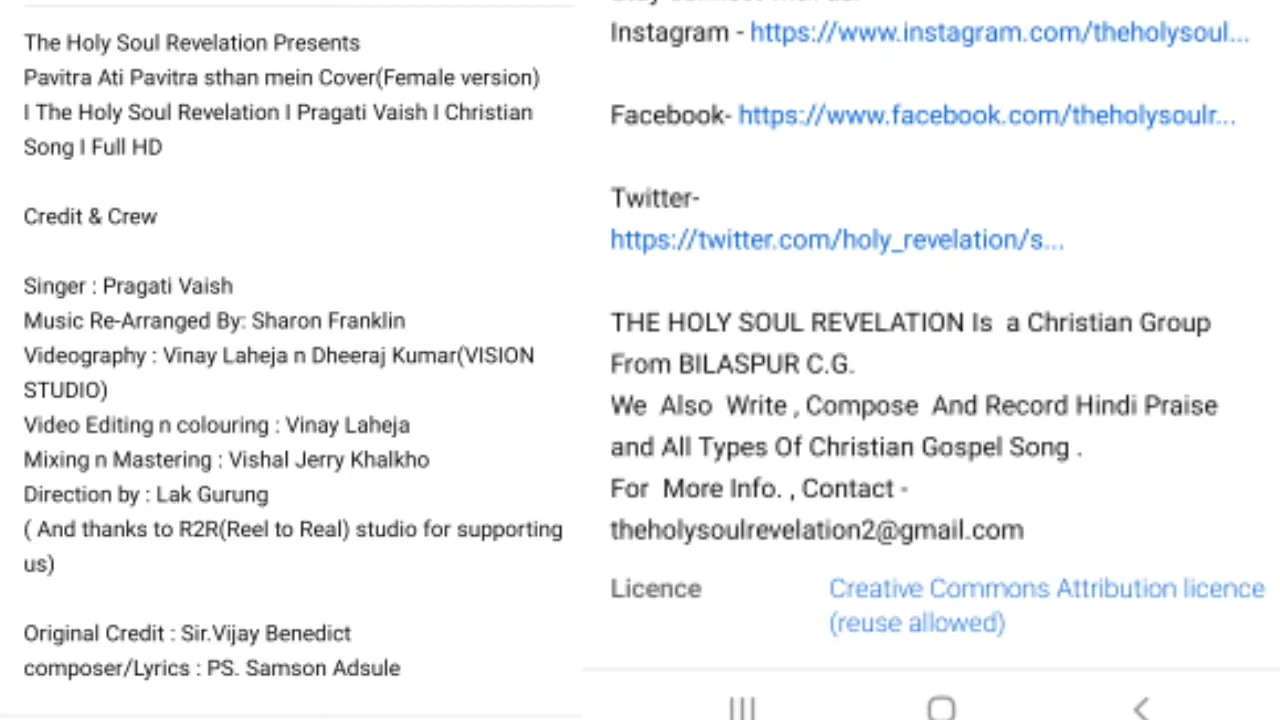 The Holy Soul Revelation Presents
Pavitra Ati Pavitra sthan mein Cover(Female version)
I The Holy Soul Revelation I Pragati Vaish I Christian
Song I Full HD
Credit & Crew
Singer : Pragati Vaish
Music Re-Arranged By: Sharon Franklin
Videography : Vinay Laheja n Dheeraj Kumar(VISION
STUDIO)
Video Editing n colouring : Vinay Laheja
Mixing n Mastering : Vishal Jerry Khalkho
Direction by : Lak Gurung
( And thanks to R2R(Reel to Real) studio for supporting
us)
Original Credit : Sir.Vijay Benedict
composer/Lyrics : PS. Samson Adsule
Instagram - https://www.instagram.com/theholysoul...
Facebook- https://www.facebook.com/theholysoulr...
Twitter-
https://twitter.com/holy_revelation/s...
THE HOLY SOUL REVELATION Is a Christian Group
From BILASPUR C.G.
We Also Write , Compose And Record Hindi Praise
and All Types Of Christian Gospel Song .
For More Info. , Contact -
theholysoulrevelation2@gmail.com
Licence Creative Commons Attribution licence
(reuse allowed)